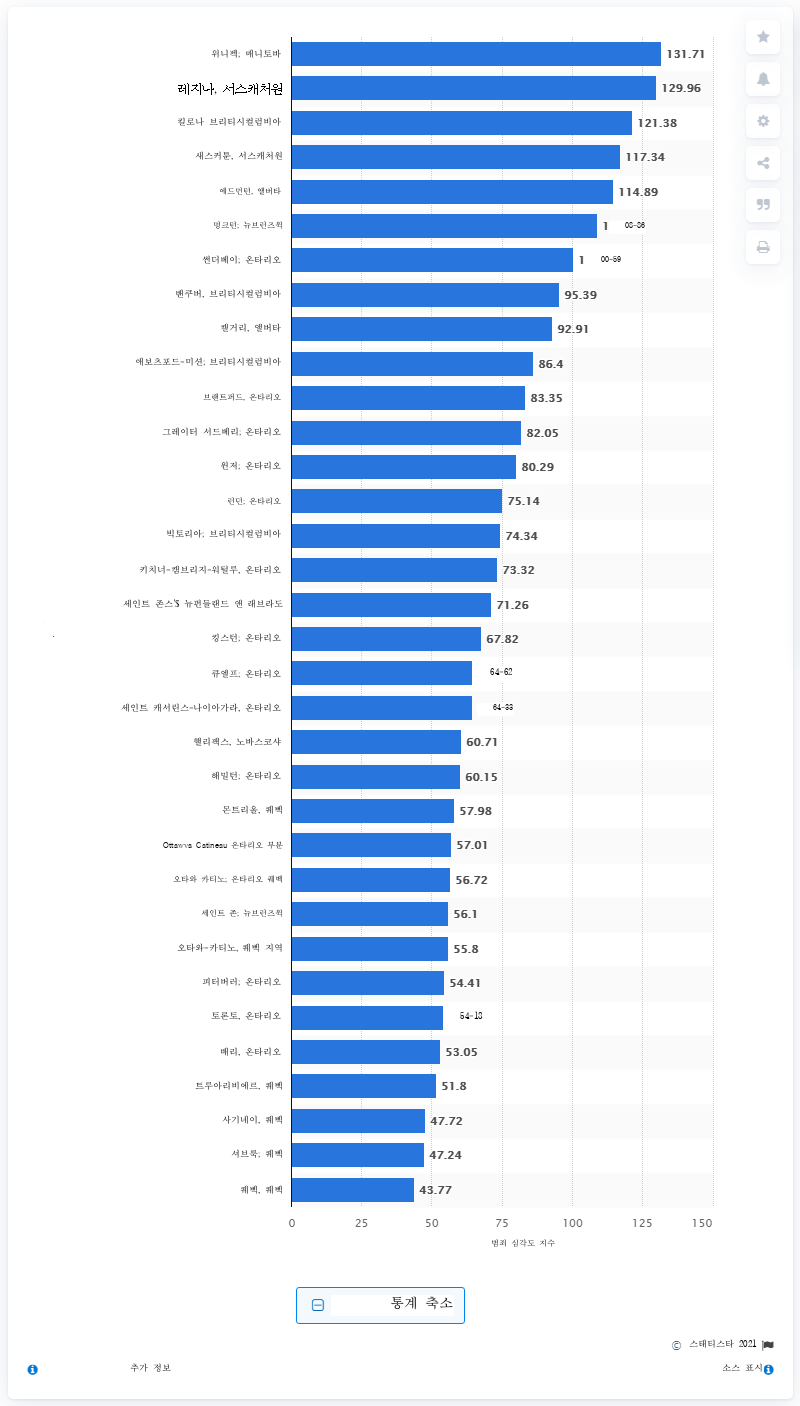 위니펙; 매니토바 131.71
레지나, 서스캐처원 129.96
킬로나 브리티시컬럼비아 121.38
새스커툰, 서스캐처원 117.34
에드먼턴, 앨버타 114.89
멍크턴; 뉴브런즈윅 1 08-86
썬더베이; 온타리오 1 00-59
밴쿠버, 브리티시컬럼비아 95.39
캘거리, 앨버타 92.91
애보츠포드-미션; 브리티시컬럼비아 86.4
브랜트퍼드, 온타리오 83.35
그레이터 서드베리; 온타리오 82.05
윈저; 온타리오 80.29
런던; 온타리오 75.14
빅토리아; 브리티시컬럼비아 74.34
키치너-캠브리지-워털루, 온타리오 73.32
세인트 존스'S 뉴펀들랜드 앤 래브라도 71.26
킹스턴; 온타리오 67.82
큐엘프; 온타리오 64-62
세인트 캐서린스-나이아가라, 온타리오 64-33
핼리팩스, 노바스코샤 60.71
해밀턴; 온타리오 60.15
몬트리올, 퀘벡 57.98
Ottawva Catineau 온타리오 부분 57.01
오타와 카티노; 온타리오 퀘벡 56.72
세인트 존; 뉴브런즈윅 56.1
오타와-카티노, 퀘벡 지역 55.8
피터버러; 온타리오 54.41
토론토, 온타리오 54-18
배리, 온타리오 53.05
트루아리비에르, 퀘벡 51.8
사기네이, 퀘벡 47.72
셔브룩; 퀘벡 47.24
퀘벡, 퀘벡 43.77
0 25 50 75 100 125 150
범죄 심각도 지수
통계 축소
© 스태티스타 2021
추가 정보 소스 표시